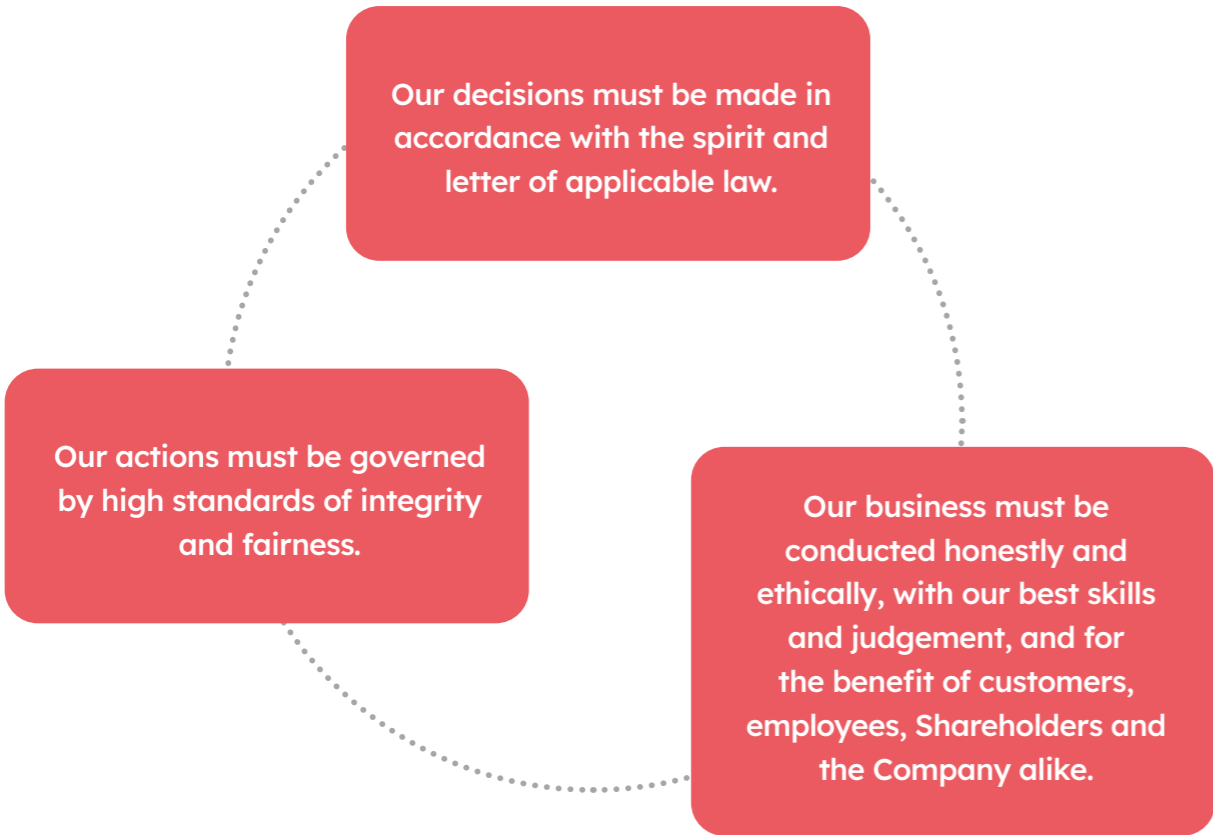 Our decisions must be made in
accordance with the spirit and
letter of applicable law.
Our actions must be governed
by high standards of integrity
and fairness.
Our business must be
conducted honestly and
ethically, with our best skills
and judgement, and for
the benefit of customers,
employees, Shareholders and
the Company alike.